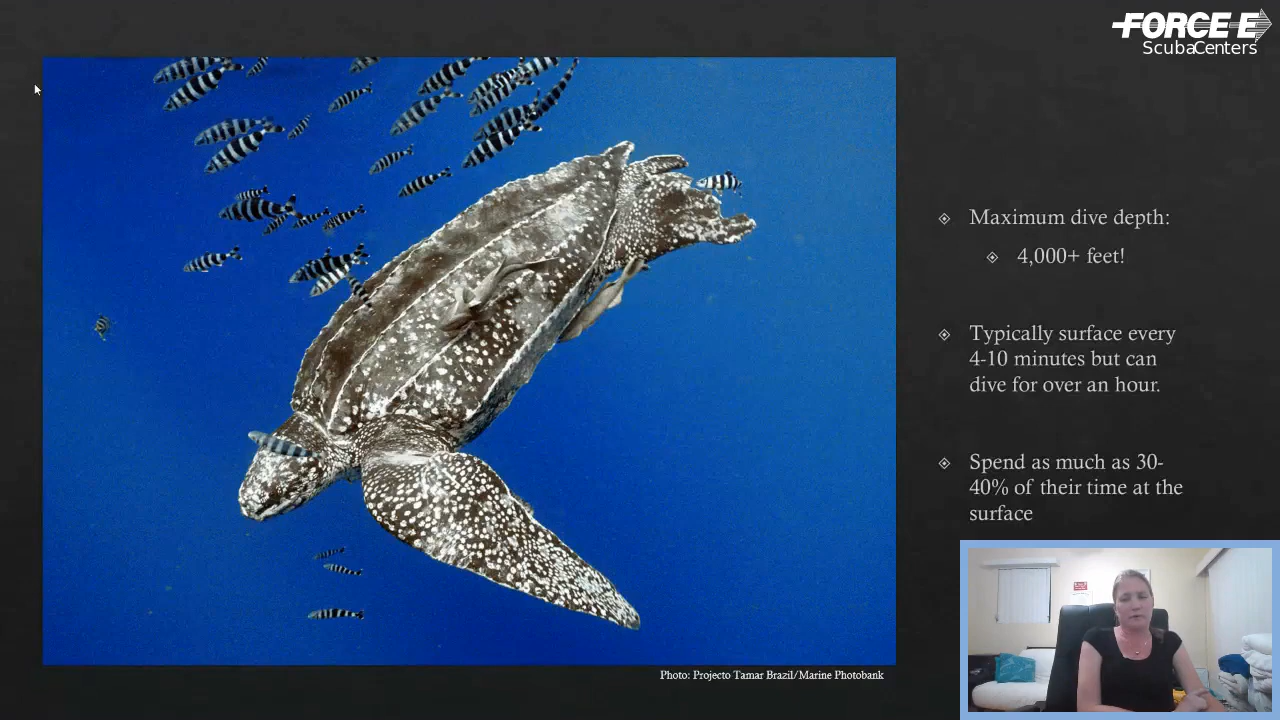 FORCE-E
ScubaCenters
Maximum dive depth:
4,000+ feet!
Typically surface every
4-10 minutes but can
dive for over an hour.
Spend as much as 30-
40% of their time at the
surface
Photo: Projecto Tamar Brazil/Marine Photobank